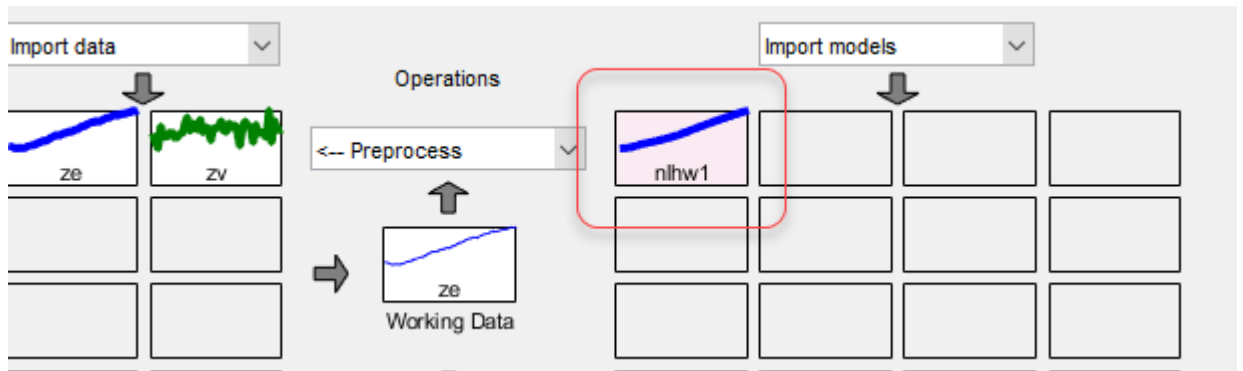 Import data
Import models
Operations
<-- Preprocess
ze
zv
nlhw1
ze
Working Data